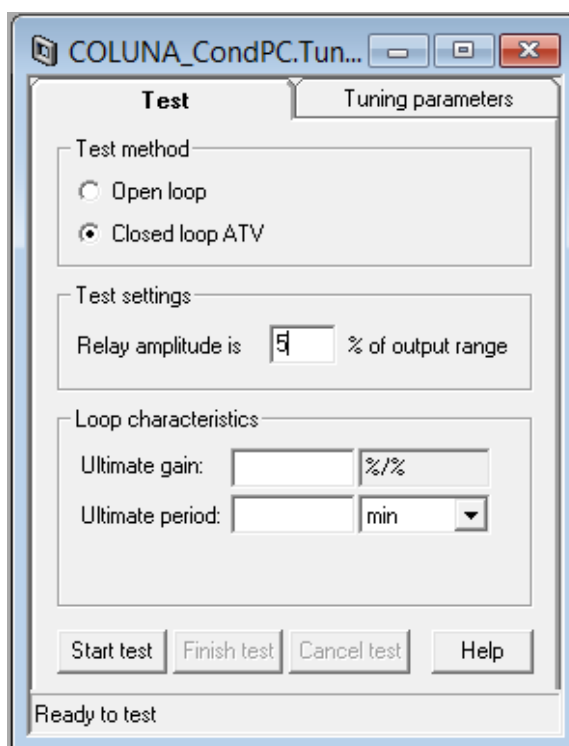 COLUNA_CondPC.Tun...
Test Tuning parameters
Test method
Open loop
Closed loop ATV
Test settings
Relay amplitude is 5 % of output range
Loop characteristics
Ultimate gain: %/%
Ultimate period: min
Start test Finish test Cancel test Help
Ready to test